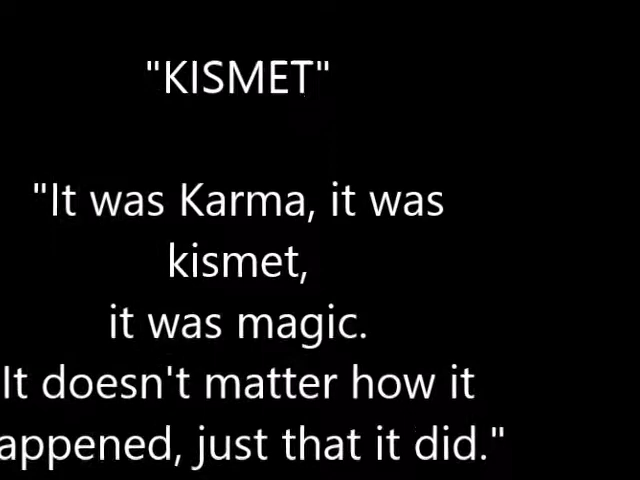 "KISMET"
"It was Karma, it was
kismet,
it was magic.
It doesn't matter how it
appened, just that it did."